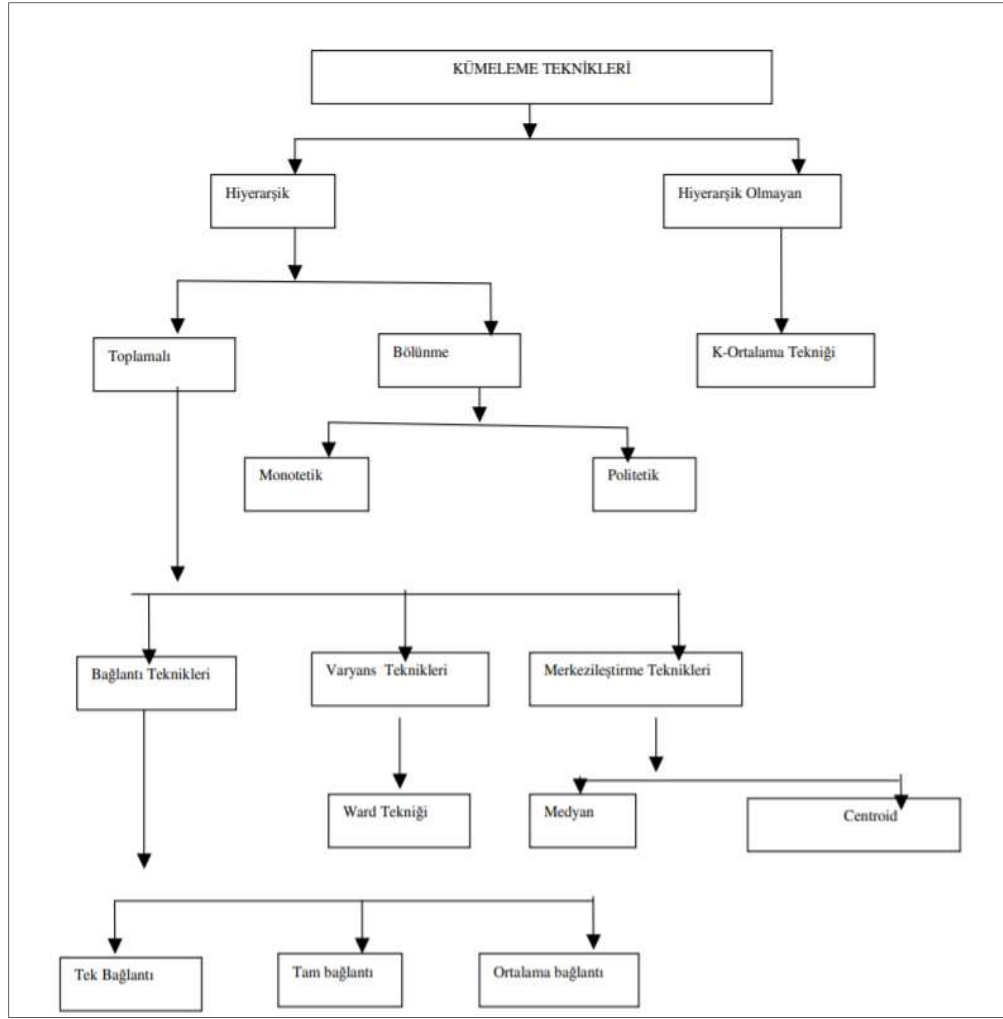 KÜMELEME TEKNİKLERİ
Hiyerarşik
Hiyerarşik Olmayan
Toplamalı
Bölünme
K-Ortalama Tekniği
Monotetik
Politetik
Bağlantı Teknikleri
Varyans Teknikleri
Merkezileştirme Teknikleri
Ward Tekniği
Medyan
Centroid
Tek Bağlantı
Tam bağlantı
Ortalama bağlantı